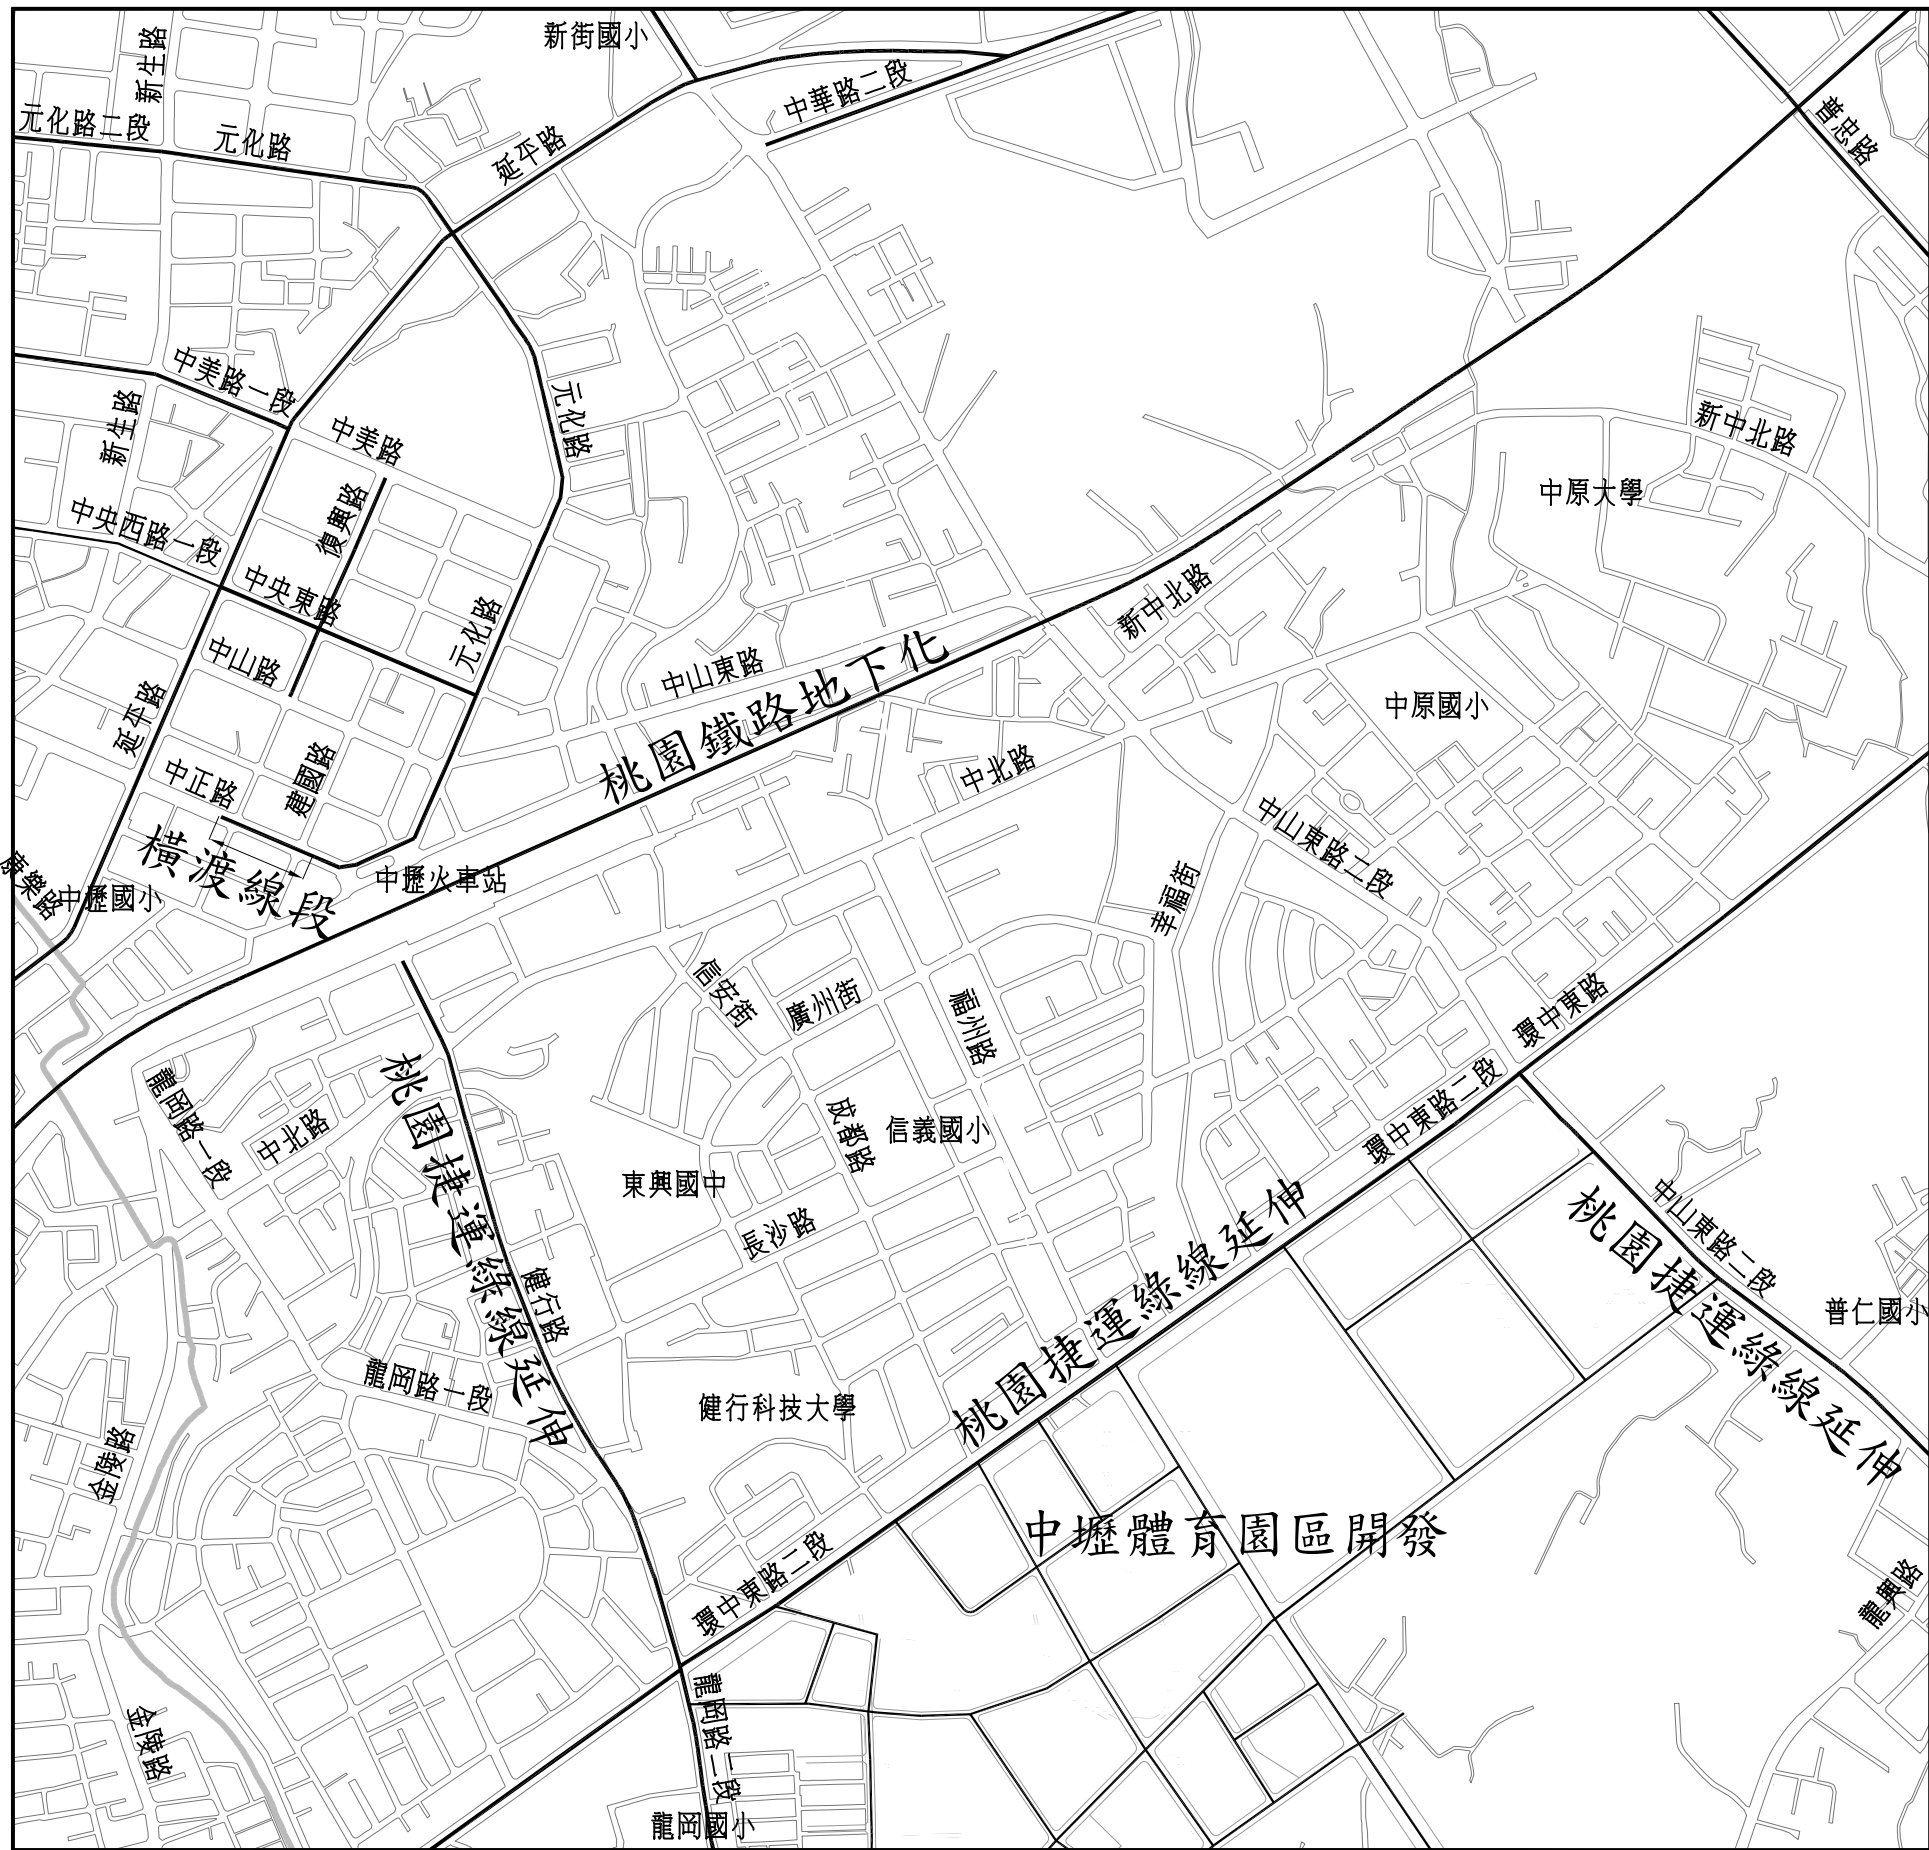 新街國小
新生路
中華路二段
元化路二段
元化路
延平路
普忠路
中美路一段
元化路
新生路
中美路
新中北路
中原大學
復興路
中央西路一段
中央東路
新中北路
元化路
中山路
中山東路
桃園鐵路地下化
延平路
中原國小
中正路
建國路
中北路
中山東路二段
橫渡線段
康樂路
中壢國小
中壢火車站
幸福街
信安街
廣州街
福州路
環中東路
龍岡路一段
中北路
桃園捷運綠線延伸
成都路
信義國小
環中東路二段
東興國中
長沙路
桃園捷運綠線延伸
中山東路二段
桃園捷運綠線延伸
健行路
普仁國小
龍岡路一段
健行科技大學
金陵路
中壢體育園區開發
環中東路二段
龍興路
龍岡路二段
金陵路
龍岡國小